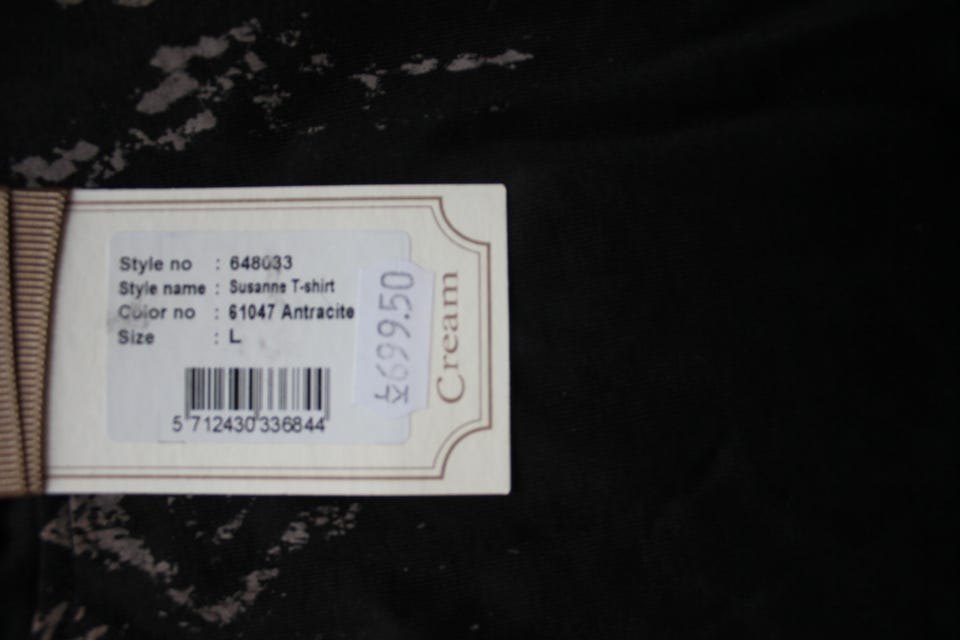 Style no : 648033
Style name : Susanne T-shirt
Color no : 61047 Antracite
Size : L
5 712430 336844
kr699.50
Cream